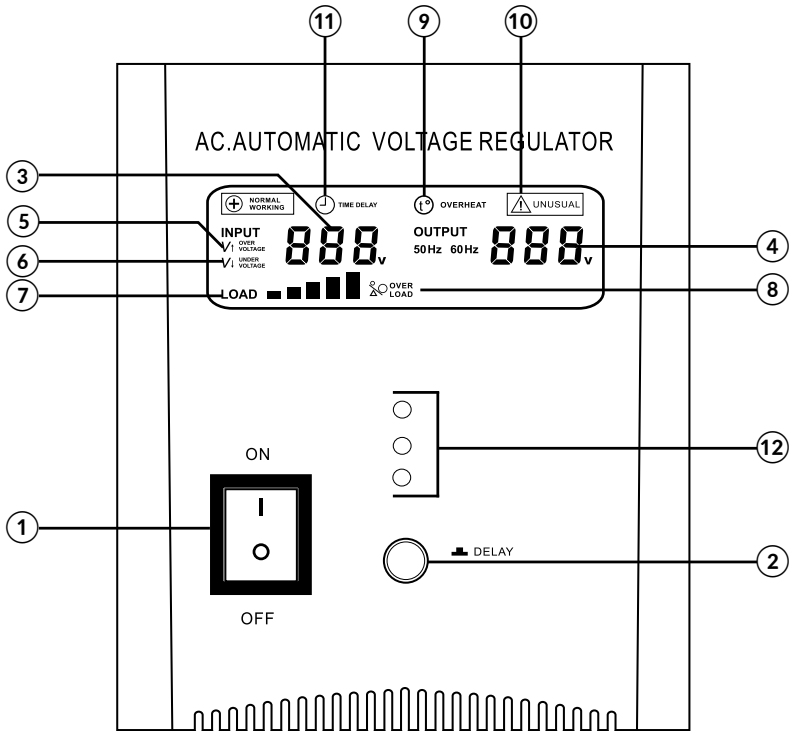 11 9 10
AC.AUTOMATIC VOLTAGE REGULATOR
3
NORMAL WORKING TIME DELAY t° OVERHEAT UNUSUAL
5
INPUT OUTPUT
V↑ OVER VOLTAGE 888v 50Hz 60Hz 888v 4
6 V↓ UNDER VOLTAGE
7 LOAD OVER LOAD 8
12
ON
1 I
O
DELAY 2
OFF